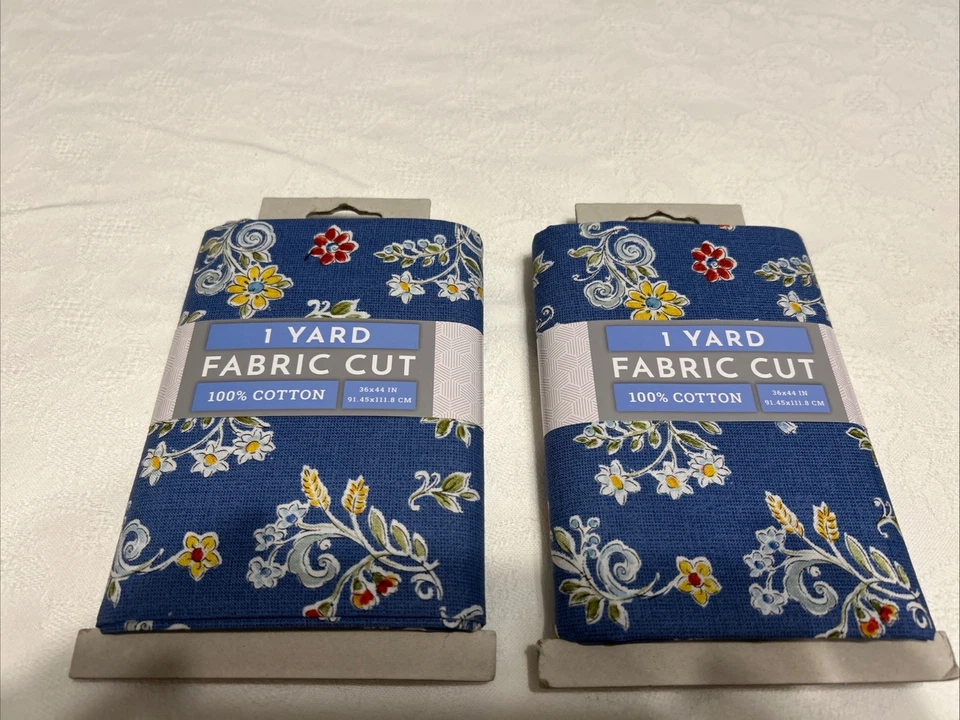 1 YARD
FABRIC CUT
100% COTTON
36x44 IN
91.45x111.8 CM
1 YARD
FABRIC CUT
100% COTTON
36x44 IN
91.45x111.8 CM